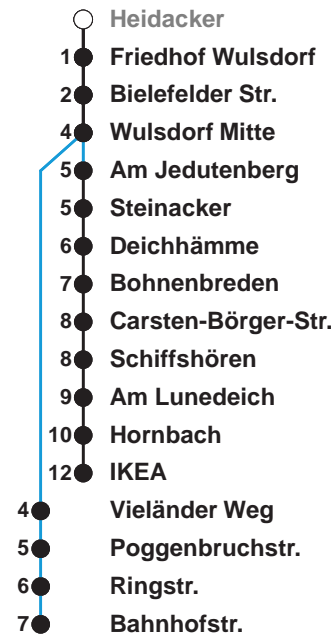 Heidacker
1 Friedhof Wulsdorf
2 Bielefelder Str.
4 Wulsdorf Mitte
5 Am Jedutenberg
5 Steinacker
6 Deichhämme
7 Bohnenbreden
8 Carsten-Börger-Str.
8 Schiffshören
9 Am Lunedeich
10 Hornbach
12 IKEA
4 Vieländer Weg
5 Poggenbruchstr.
6 Ringstr.
7 Bahnhofstr.